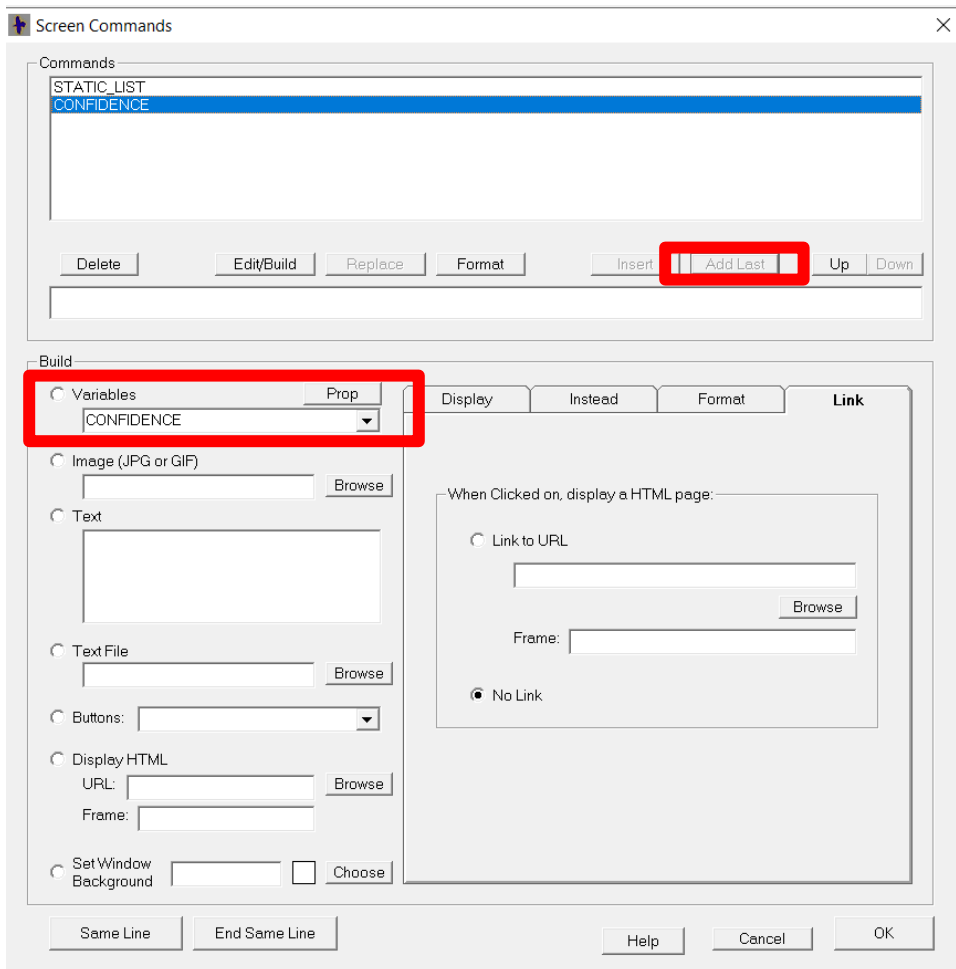 Screen Commands
Commands
STATIC_LIST
CONFIDENCE
Delete Edit/Build Replace Format Insert Add Last Up Down
Build
Variables Prop
CONFIDENCE
Image (JPG or GIF)
Browse
Text
Text File
Browse
Buttons:
Display HTML
URL: Browse
Frame:
Set Window
Background Choose
Display Instead Format Link
When Clicked on, display a HTML page:
Link to URL
Browse
Frame:
No Link
Same Line End Same Line Help Cancel OK